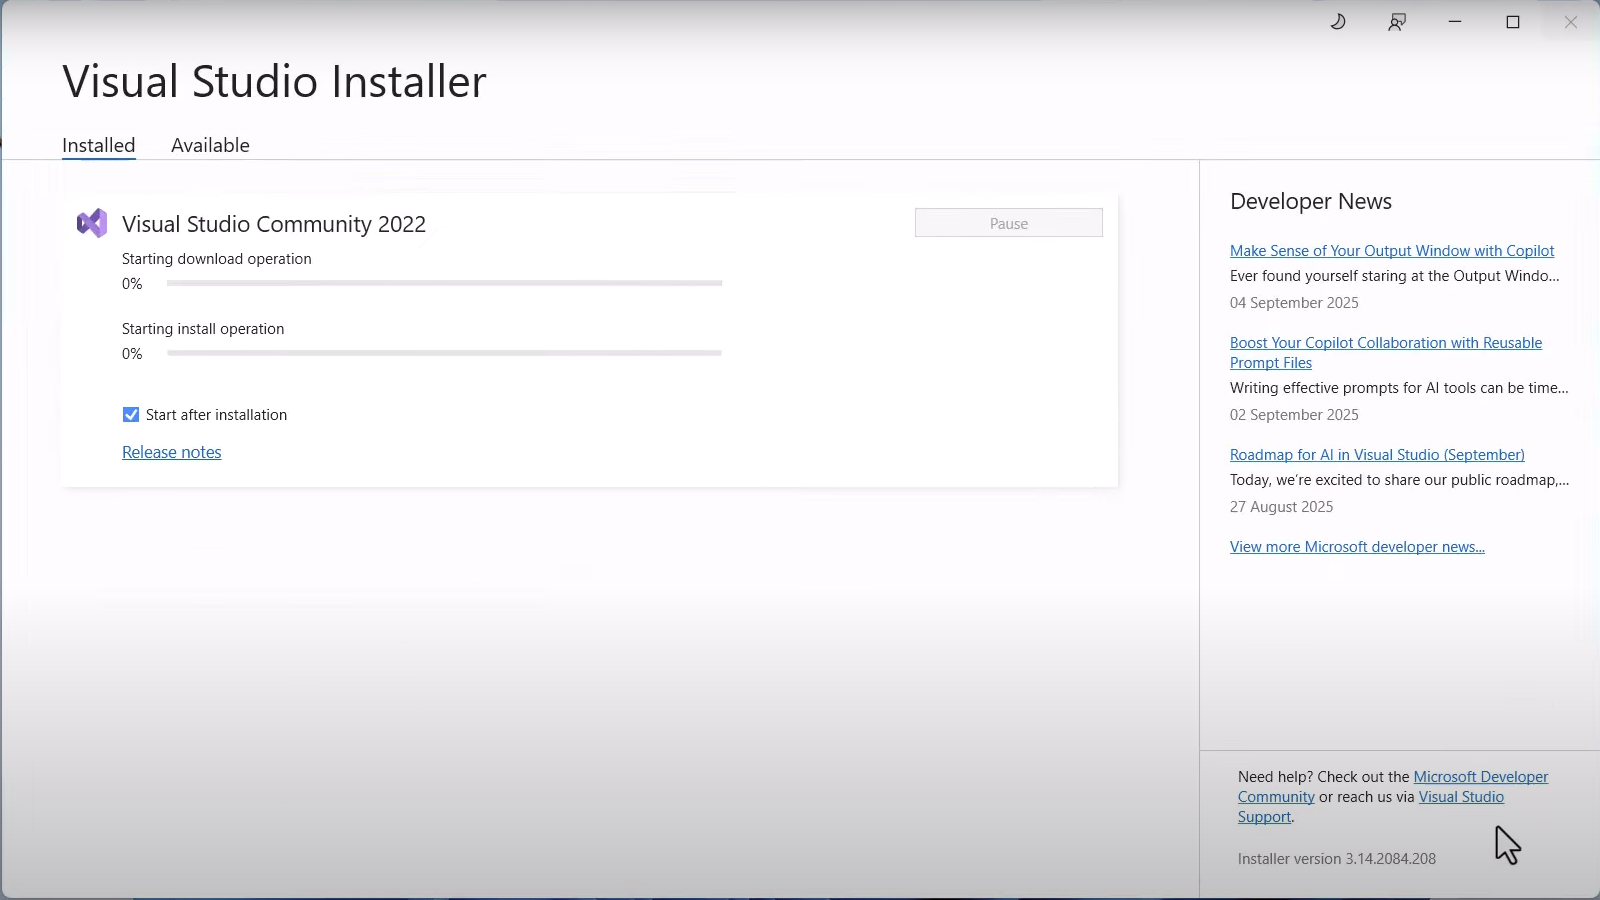 Visual Studio Installer
Installed
Available
Visual Studio Community 2022
Pause
Starting download operation
0%
Starting install operation
0%
Start after installation
Release notes
Developer News
Make Sense of Your Output Window with Copilot
Ever found yourself staring at the Output Windo...
04 September 2025
Boost Your Copilot Collaboration with Reusable
Prompt Files
Writing effective prompts for AI tools can be time...
02 September 2025
Roadmap for AI in Visual Studio (September)
Today, we're excited to share our public roadmap,...
27 August 2025
View more Microsoft developer news...
Need help? Check out the Microsoft Developer
Community or reach us via Visual Studio
Support.
Installer version 3.14.2084.208